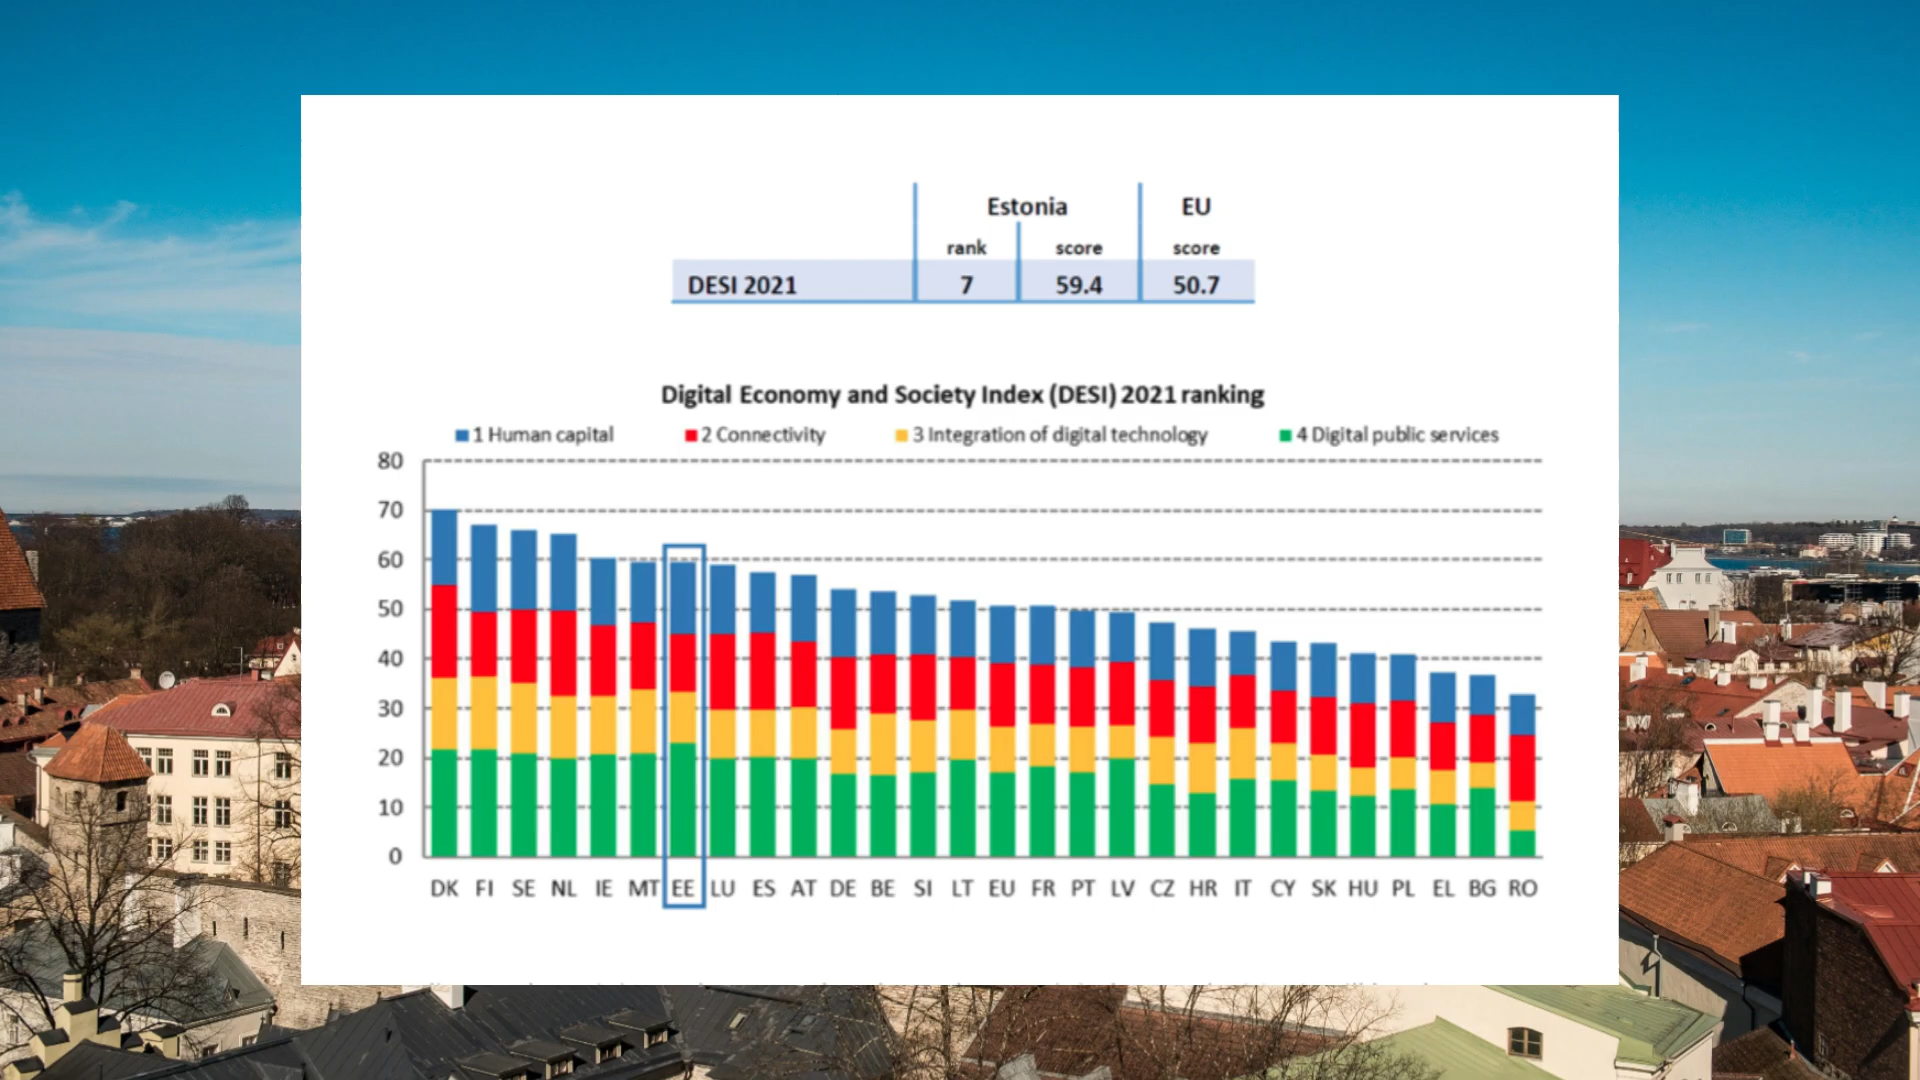 Estonia EU
rank score score
DESI 2021 7 59.4 50.7
Digital Economy and Society Index (DESI) 2021 ranking
1 Human capital 2 Connectivity 3 Integration of digital technology 4 Digital public services
80
70
60
50
40
30
20
10
0
DK FI SE NL IE MT EE LU ES AT DE BE SI LT EU FR PT LV CZ HR IT CY SK HU PL EL BG RO